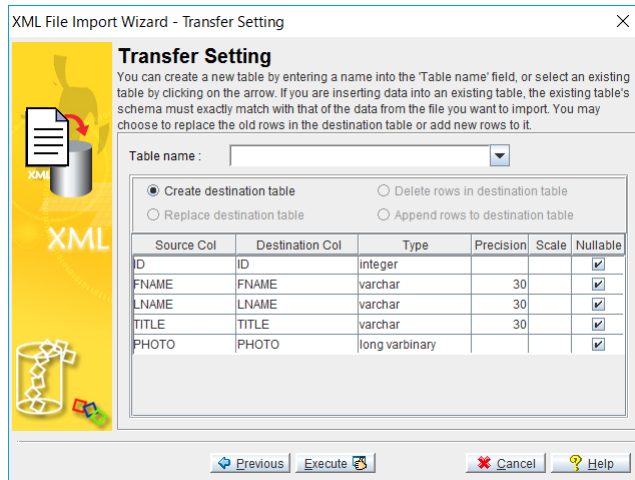 XML File Import Wizard - Transfer Setting
Transfer Setting
You can create a new table by entering a name into the 'Table name' field, or select an existing
table by clicking on the arrow. If you are inserting data into an existing table, the existing table's
schema must exactly match with that of the data from the file you want to import. You may
choose to replace the old rows in the destination table or add new rows to it.
Table name :
Create destination table Delete rows in destination table
Replace destination table Append rows to destination table
Source Col Destination Col Type Precision Scale Nullable
ID ID integer
FNAME FNAME varchar 30
LNAME LNAME varchar 30
TITLE TITLE varchar 30
PHOTO PHOTO long varbinary
XML
XML
Previous Execute Cancel Help